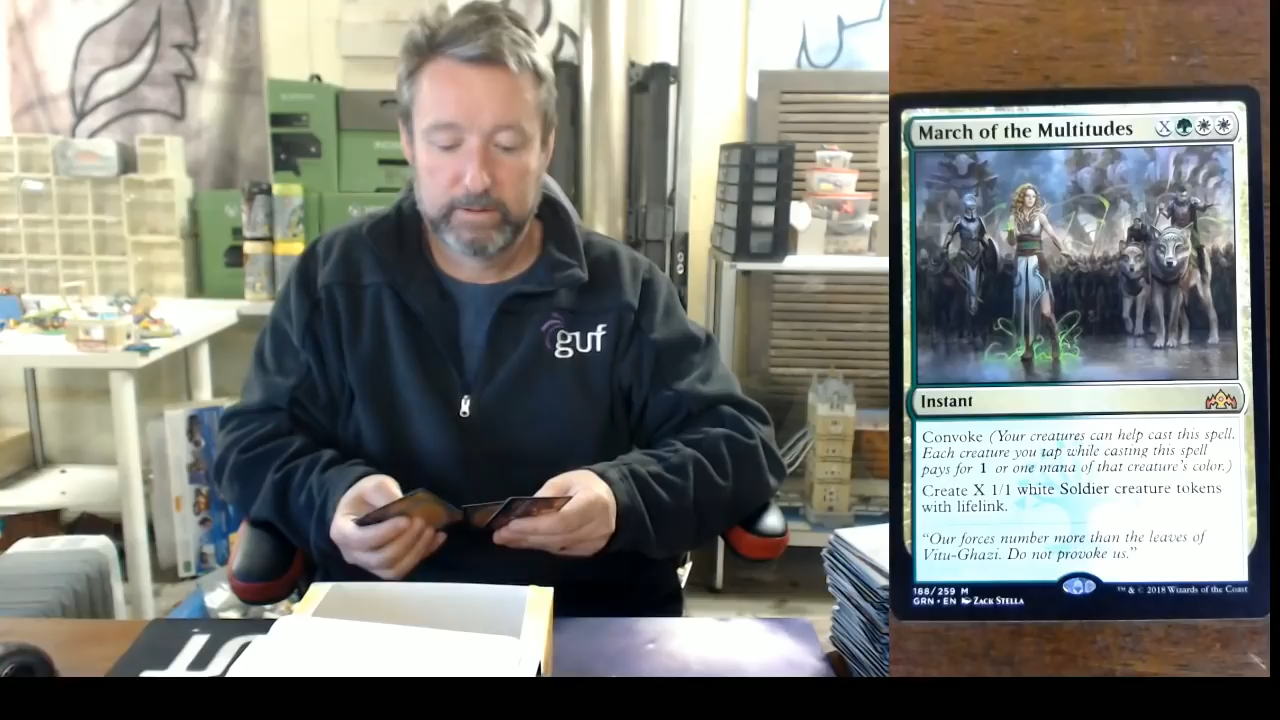 guf
March of the Multitudes
X
Instant
Convoke (Your creatures can help cast this spell.
Each creature you tap while casting this spell
pays for 1 or one mana of that creature's color.)
Create X 1/1 white Soldier creature tokens
with lifelink.
"Our forces number more than the leaves of
Vitu-Ghazi. Do not provoke us."
188/259 M
GRN • EN Zack Stella
™ & © 2018 Wizards of the Coast